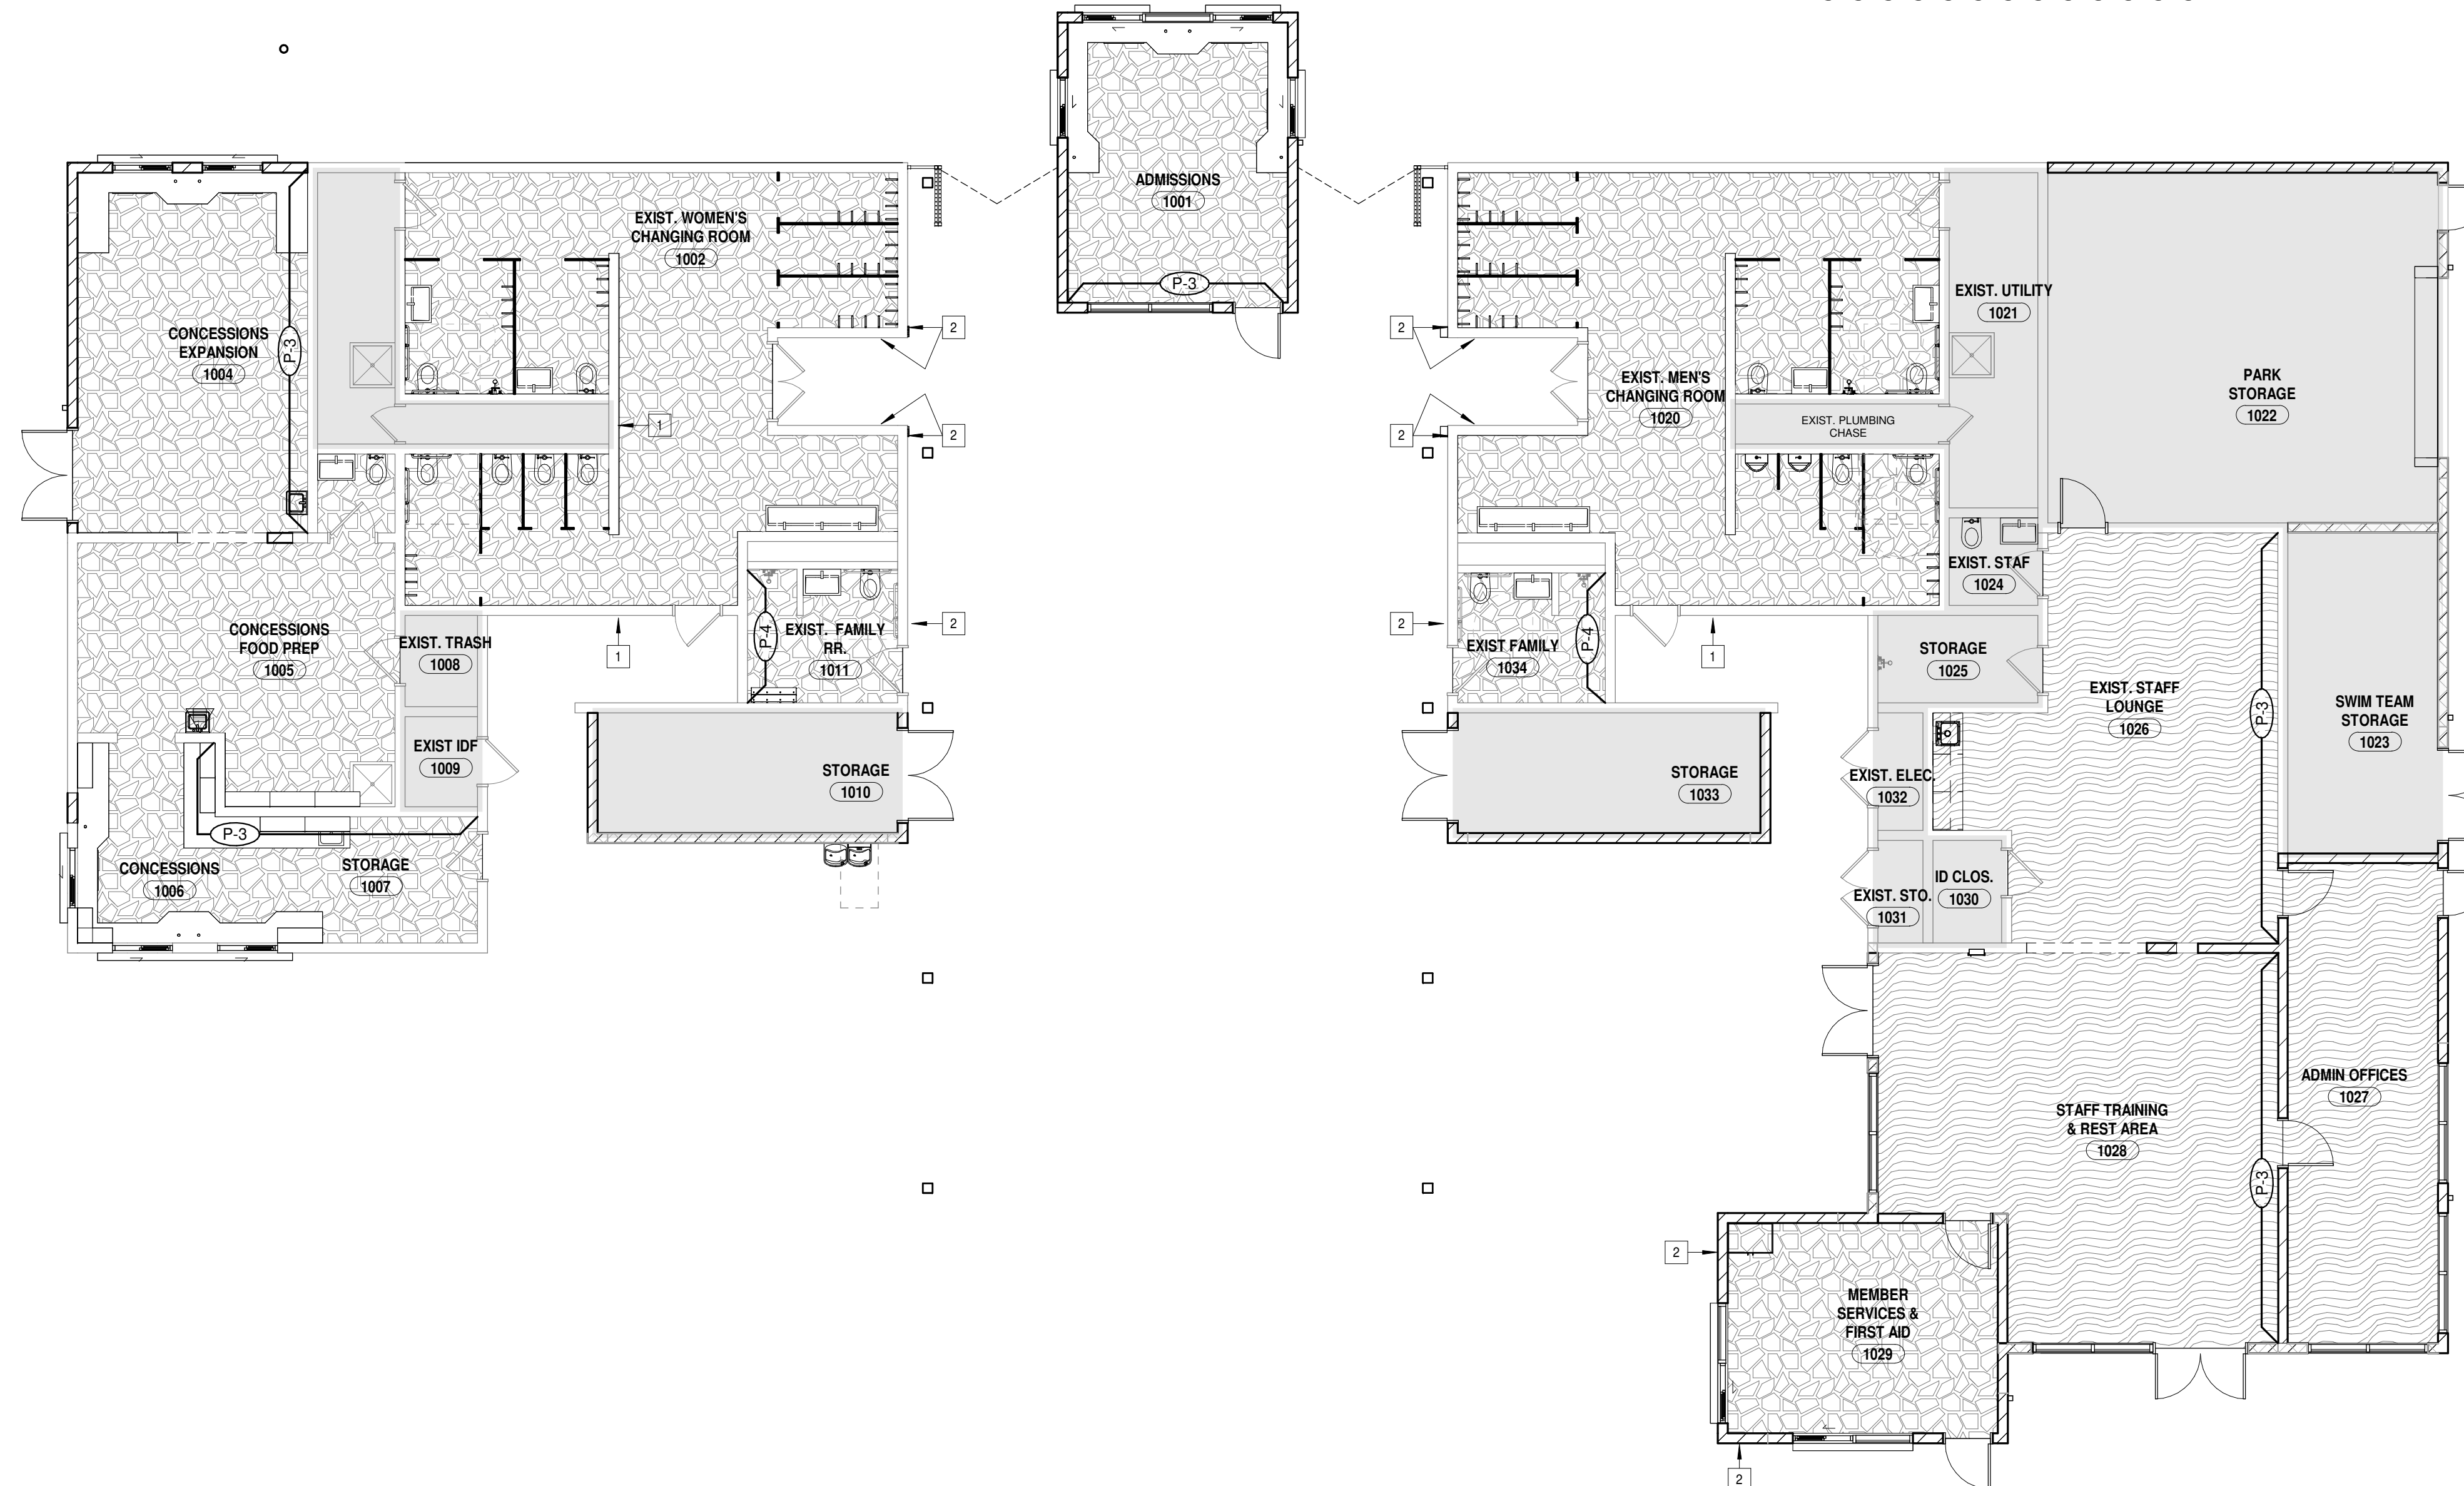 ADMISSIONS
1001
P-3
EXIST. WOMEN'S
CHANGING ROOM
1002
2
2
1
CONCESSIONS
EXPANSION
1004
P-3
CONCESSIONS
FOOD PREP
1005
EXIST. TRASH
1008
1
P-4
EXIST. FAMILY
RR.
1011
2
EXIST IDF
1009
STORAGE
1010
P-3
CONCESSIONS
1006
STORAGE
1007
2
2
EXIST. MEN'S
CHANGING ROOM
1020
EXIST. PLUMBING
CHASE
EXIST. UTILITY
1021
PARK
STORAGE
1022
EXIST. STAF
1024
2
EXIST FAMILY
1034
P-4
1
STORAGE
1025
EXIST. STAFF
LOUNGE
1026
P-3
SWIM TEAM
STORAGE
1023
STORAGE
1033
EXIST. ELEC.
1032
EXIST. STO.
1031
ID CLOS.
1030
STAFF TRAINING
& REST AREA
1028
P-3
ADMIN OFFICES
1027
2
MEMBER
SERVICES &
FIRST AID
1029
2